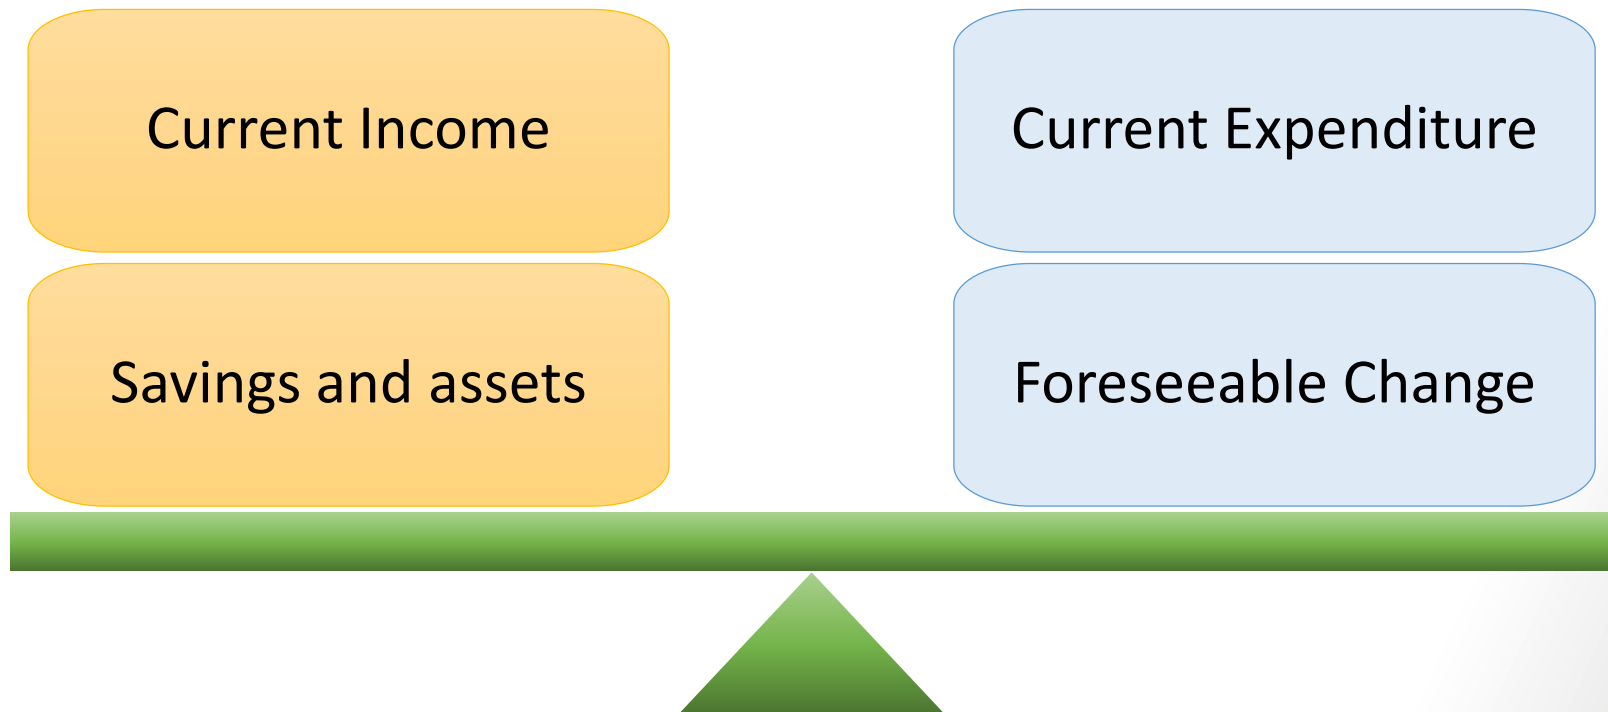 Current Income
Current Expenditure
Savings and assets
Foreseeable Change